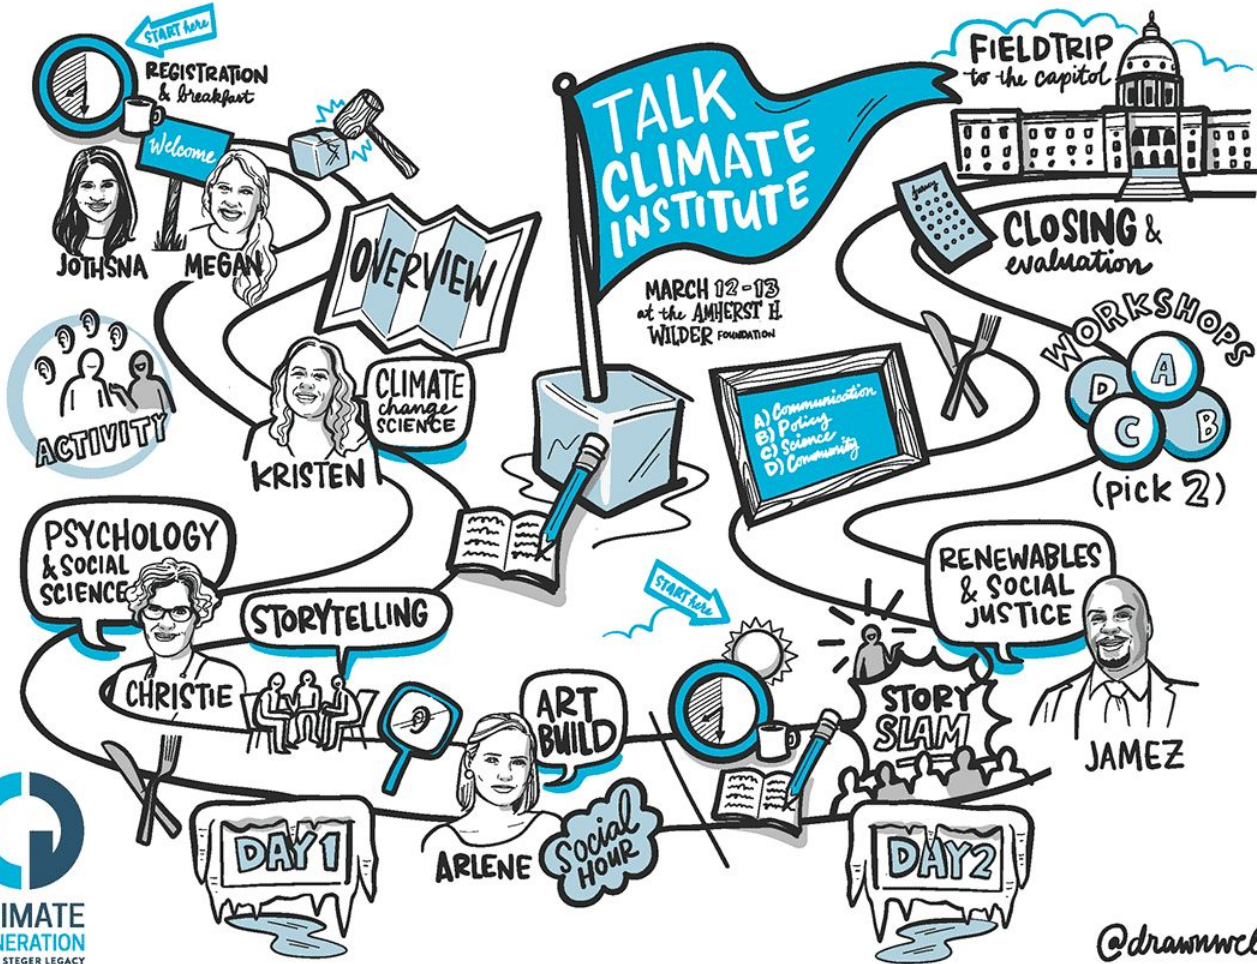 START here
REGISTRATION
& breakfast
Welcome
JOTHSNA
MEGAN
OVERVIEW
ACTIVITY
KRISTEN
CLIMATE
change
SCIENCE
PSYCHOLOGY
& SOCIAL
SCIENCE
CHRISTIE
STORYTELLING
ART
BUILD
ARLENE
Social
HOUR
DAY 1
TALK
CLIMATE
INSTITUTE
MARCH 12-13
at the AMHERST H.
WILDER FOUNDATION
START here
STORY
SLAM
DAY 2
RENEWABLES
& SOCIAL
JUSTICE
JAMEZ
A) Communication
B) Policy
C) Science
D) Community
WORKSHOPS
A
D
C
B
(pick 2)
Survey
CLOSING &
evaluation
FIELDTRIP
to the capitol
IMATE
NERATION
STEGER LEGACY